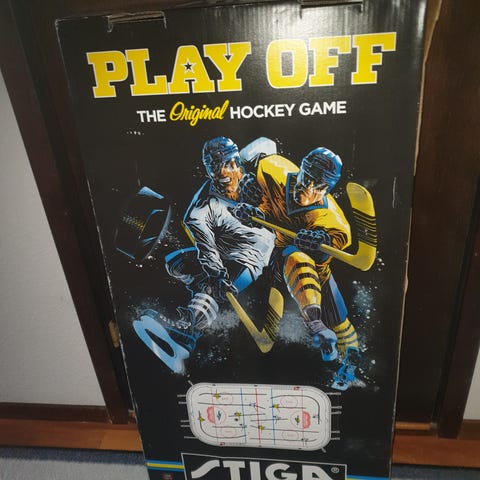 PLAY OFF
THE Original HOCKEY GAME
STIGA®